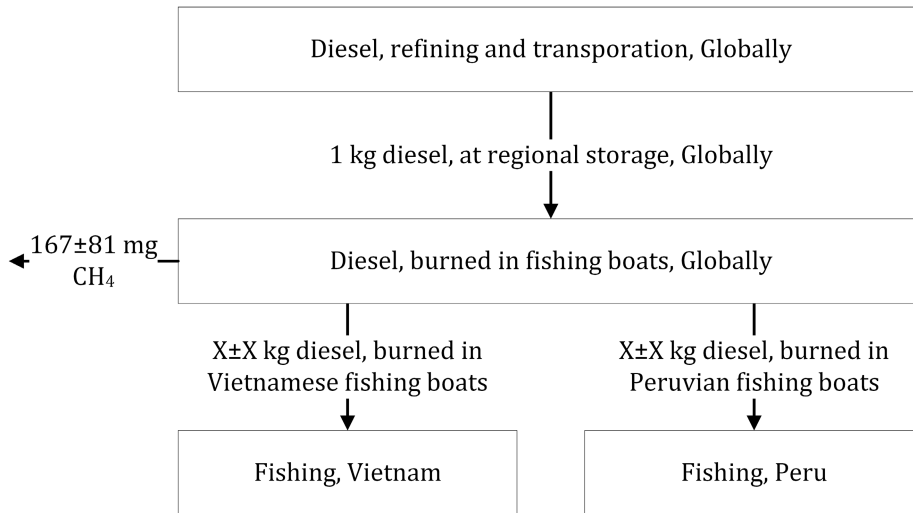 Diesel, refining and transporation, Globally
1 kg diesel, at regional storage, Globally
167±81 mg
CH₄
Diesel, burned in fishing boats, Globally
X±X kg diesel, burned in
Vietnamese fishing boats
X±X kg diesel, burned in
Peruvian fishing boats
Fishing, Vietnam
Fishing, Peru